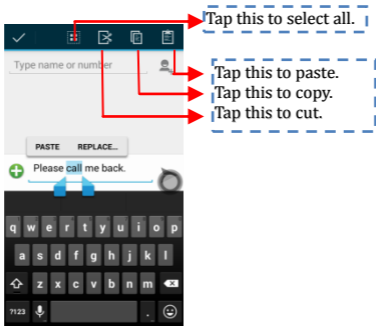 Tap this to select all.
Type name or number
Tap this to paste.
Tap this to copy.
Tap this to cut.
PASTE REPLACE...
Please call me back.
q w e r t y u i o p
a s d f g h j k l
z x c v b n m
?123 .